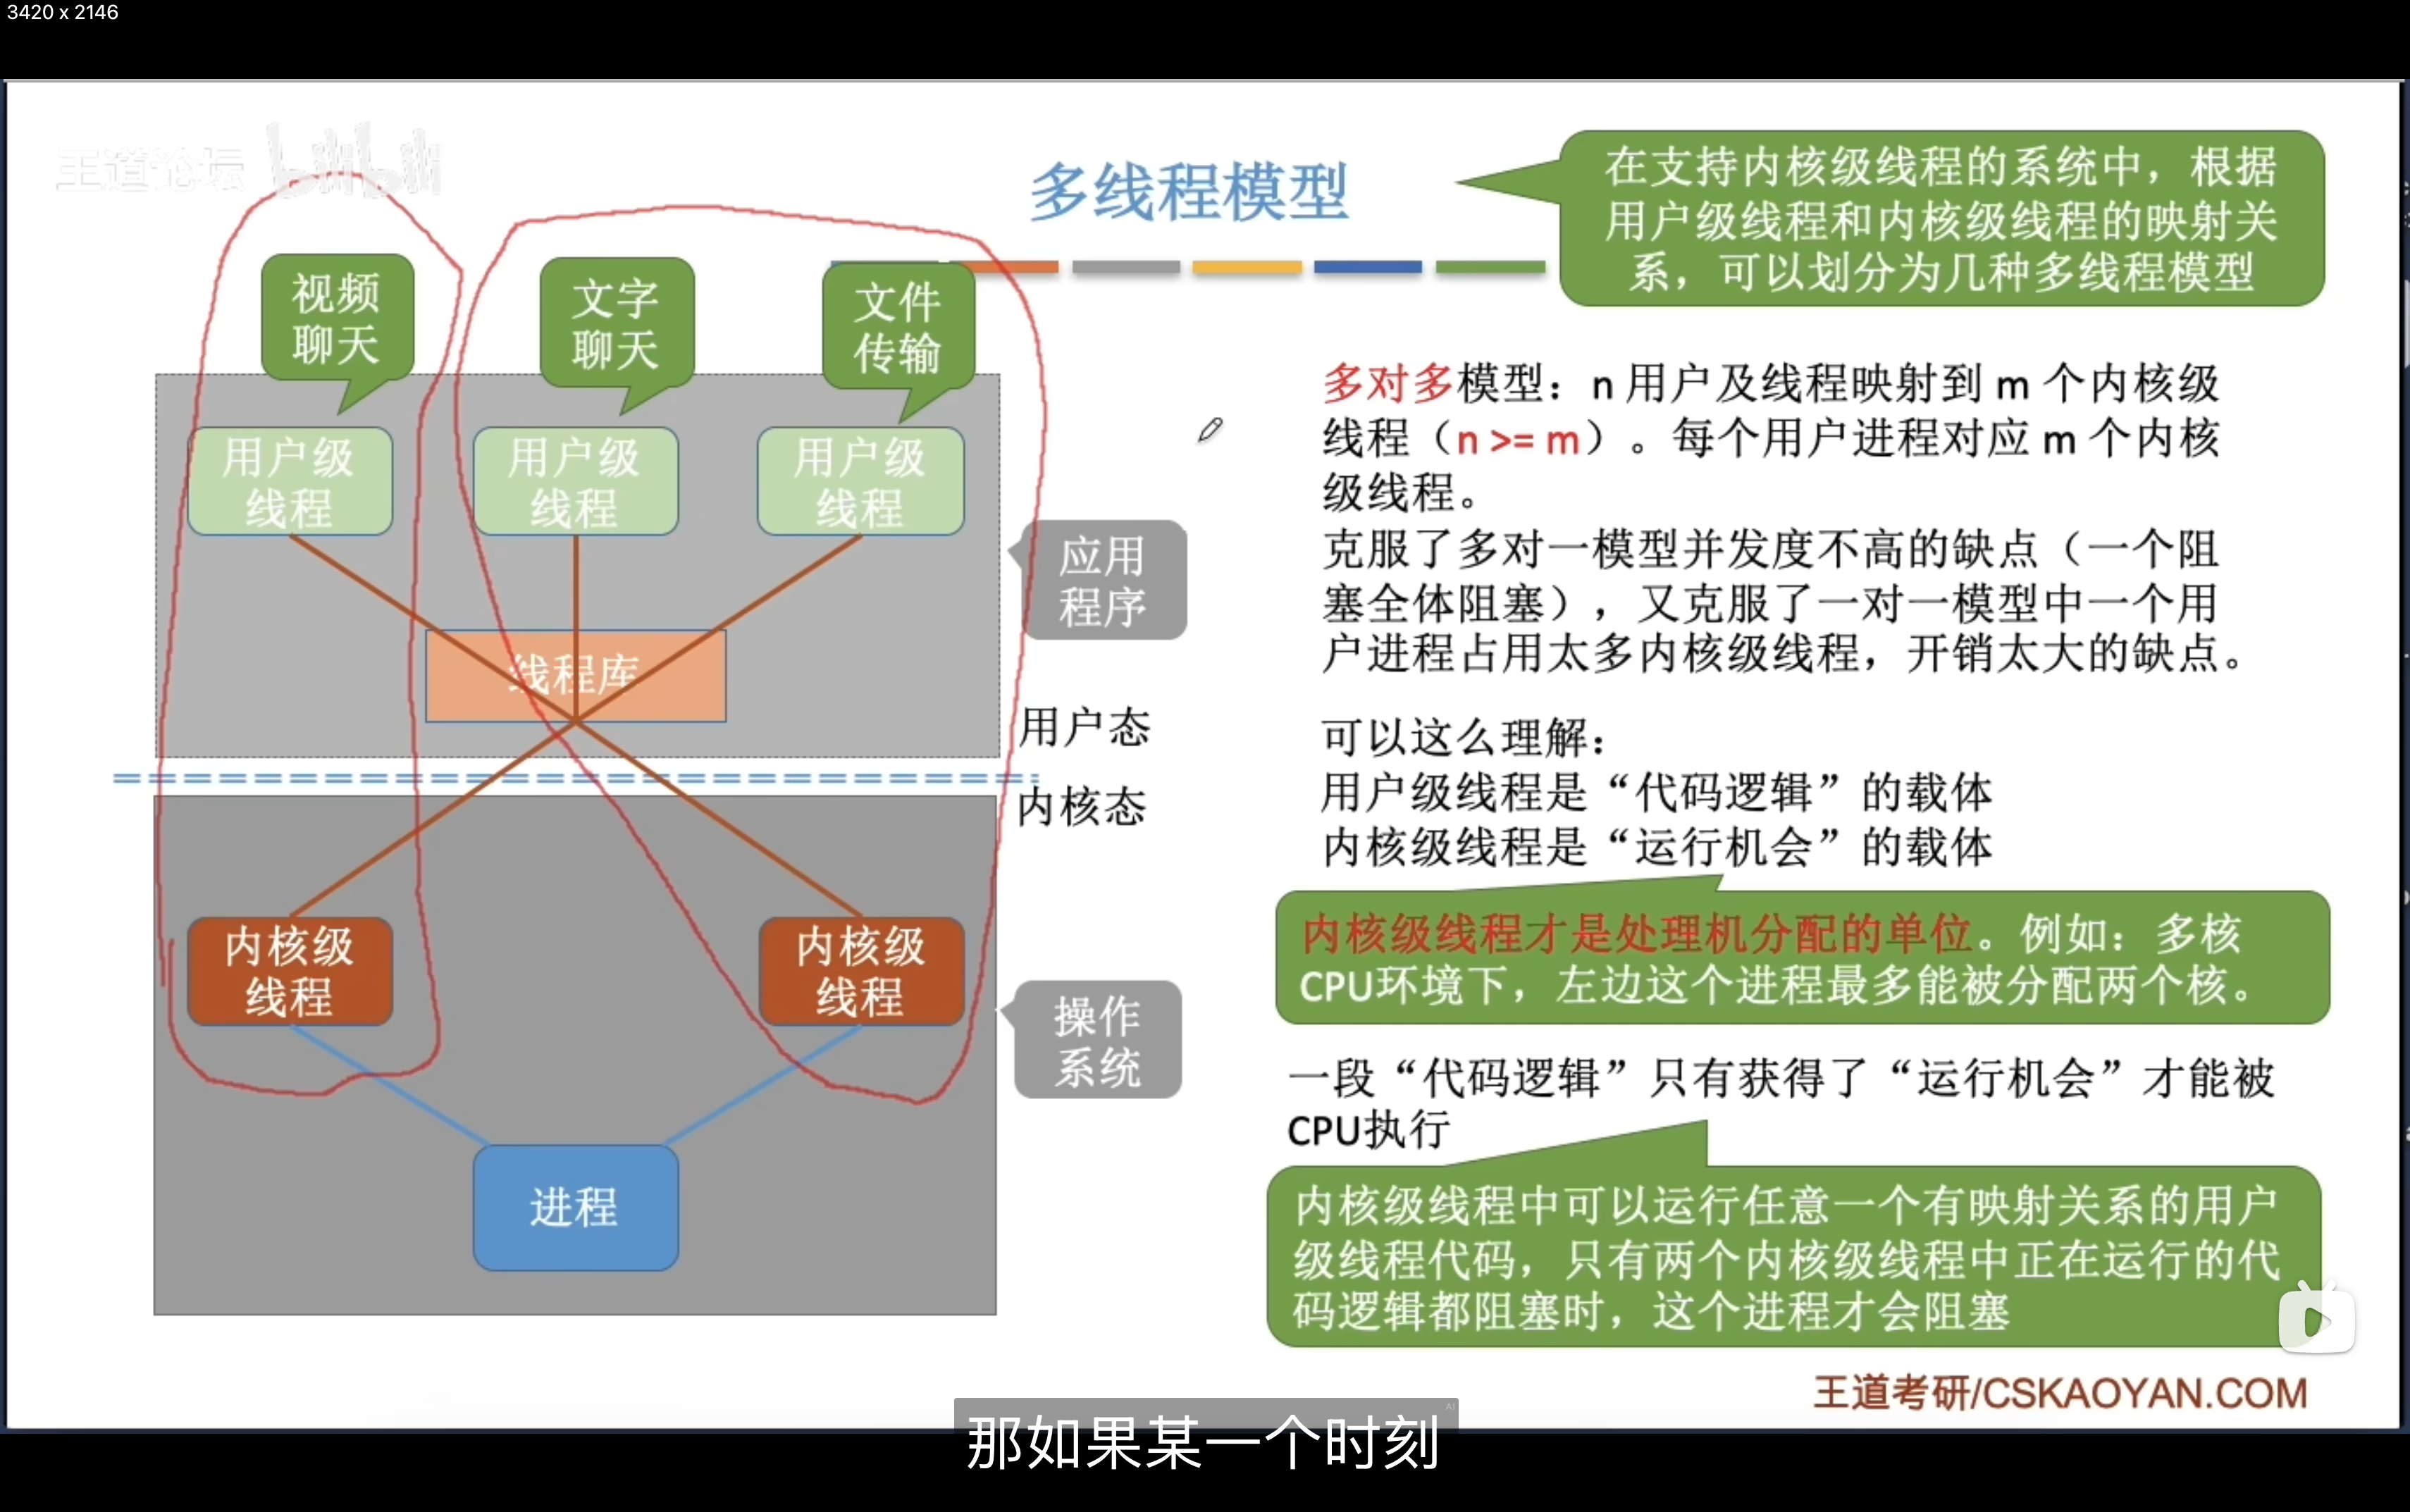 3420 x 2146
王道论坛 bilibili
多线程模型
在支持内核级线程的系统中，根据
用户级线程和内核级线程的映射关
系，可以划分为几种多线程模型
视频
聊天
文字
聊天
文件
传输
用户级
线程
用户级
线程
用户级
线程
线程库
应用
程序
用户态
内核态
内核级
线程
内核级
线程
操作
系统
进程
多对多模型：n 用户及线程映射到 m 个内核级
线程（n >= m）。每个用户进程对应 m 个内核
级线程。
克服了多对一模型并发度不高的缺点（一个阻
塞全体阻塞），又克服了一对一模型中一个用
户进程占用太多内核级线程，开销太大的缺点。
可以这么理解：
用户级线程是“代码逻辑”的载体
内核级线程是“运行机会”的载体
内核级线程才是处理机分配的单位。例如：多核
CPU环境下，左边这个进程最多能被分配两个核。
一段“代码逻辑”只有获得了“运行机会”才能被
CPU执行
内核级线程中可以运行任意一个有映射关系的用户
级线程代码，只有两个内核级线程中正在运行的代
码逻辑都阻塞时，这个进程才会阻塞
王道考研/CSKAOYAN.COM
AI
那如果某一个时刻